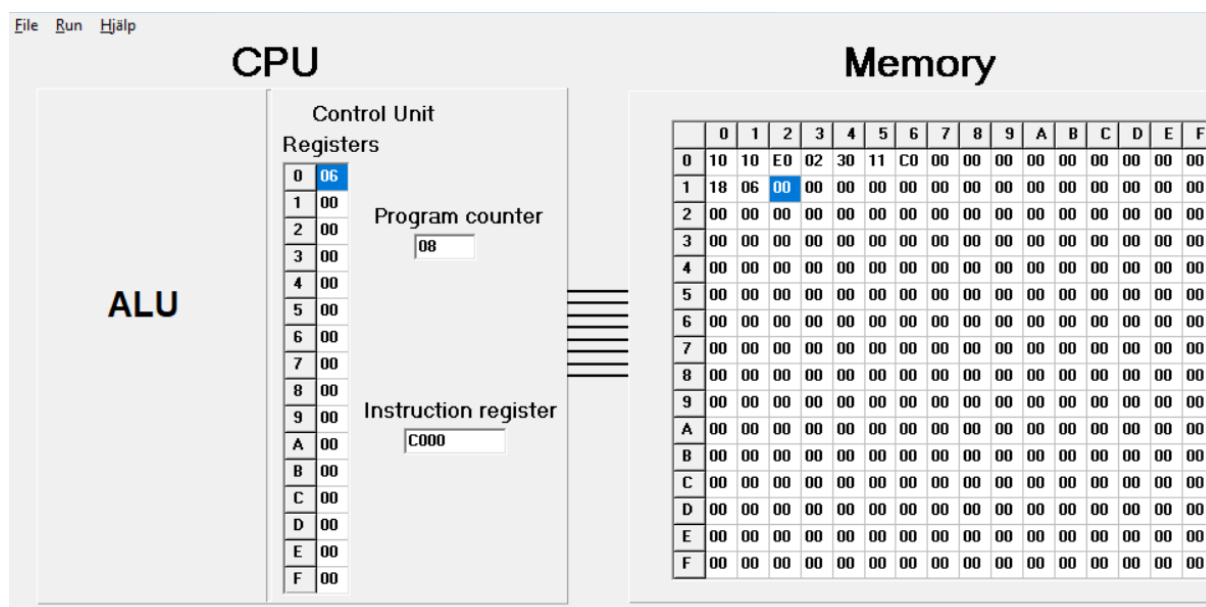 File Run Hjälp
CPU
Memory
Control Unit
Registers
0 06
1 00
2 00
3 00
4 00
5 00
6 00
7 00
8 00
9 00
A 00
B 00
C 00
D 00
E 00
F 00
Program counter
08
Instruction register
C000
ALU
0 1 2 3 4 5 6 7 8 9 A B C D E F
0 10 10 E0 02 30 11 C0 00 00 00 00 00 00 00 00 00
1 18 06 00 00 00 00 00 00 00 00 00 00 00 00 00 00
2 00 00 00 00 00 00 00 00 00 00 00 00 00 00 00 00
3 00 00 00 00 00 00 00 00 00 00 00 00 00 00 00 00
4 00 00 00 00 00 00 00 00 00 00 00 00 00 00 00 00
5 00 00 00 00 00 00 00 00 00 00 00 00 00 00 00 00
6 00 00 00 00 00 00 00 00 00 00 00 00 00 00 00 00
7 00 00 00 00 00 00 00 00 00 00 00 00 00 00 00 00
8 00 00 00 00 00 00 00 00 00 00 00 00 00 00 00 00
9 00 00 00 00 00 00 00 00 00 00 00 00 00 00 00 00
A 00 00 00 00 00 00 00 00 00 00 00 00 00 00 00 00
B 00 00 00 00 00 00 00 00 00 00 00 00 00 00 00 00
C 00 00 00 00 00 00 00 00 00 00 00 00 00 00 00 00
D 00 00 00 00 00 00 00 00 00 00 00 00 00 00 00 00
E 00 00 00 00 00 00 00 00 00 00 00 00 00 00 00 00
F 00 00 00 00 00 00 00 00 00 00 00 00 00 00 00 00